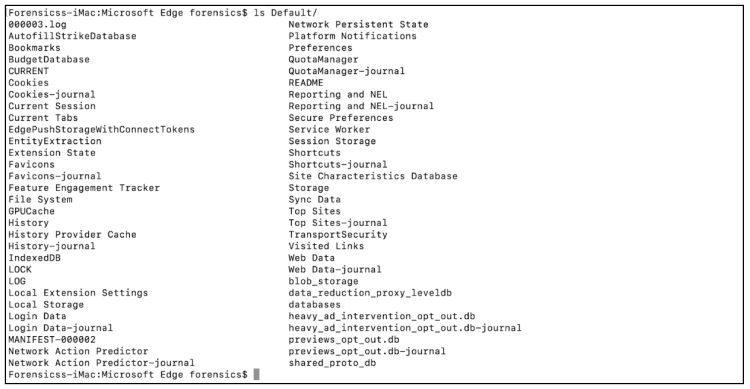 [Forensicss-iMac:Microsoft Edge forensics$ ls Default/
000003.log Network Persistent State
AutofillStrikeDatabase Platform Notifications
Bookmarks Preferences
BudgetDatabase QuotaManager
CURRENT QuotaManager-journal
Cookies README
Cookies-journal Reporting and NEL
Current Session Reporting and NEL-journal
Current Tabs Secure Preferences
EdgePushStorageWithConnectTokens Service Worker
EntityExtraction Session Storage
Extension State Shortcuts
Favicons Shortcuts-journal
Favicons-journal Site Characteristics Database
Feature Engagement Tracker Storage
File System Sync Data
GPUCache Top Sites
History Top Sites-journal
History Provider Cache TransportSecurity
History-journal Visited Links
IndexedDB Web Data
LOCK Web Data-journal
LOG blob_storage
Local Extension Settings data_reduction_proxy_leveldb
Local Storage databases
Login Data heavy_ad_intervention_opt_out.db
Login Data-journal heavy_ad_intervention_opt_out.db-journal
MANIFEST-000002 previews_opt_out.db
Network Action Predictor previews_opt_out.db-journal
Network Action Predictor-journal shared_proto_db
Forensicss-iMac:Microsoft Edge forensics$